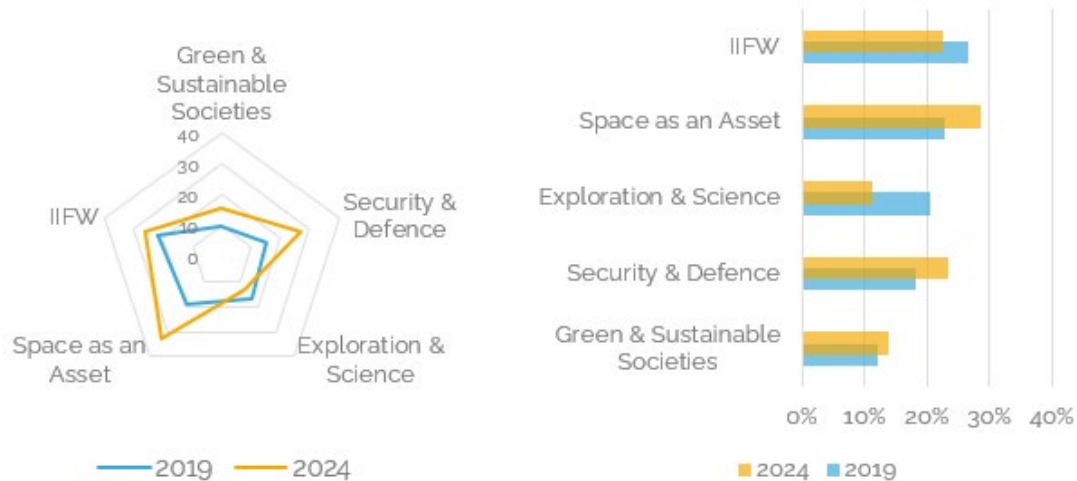 Green &
Sustainable
Societies
40
30
20
10
0
IIFW
Security &
Defence
Space as an
Asset
Exploration &
Science
2019
2024
IIFW
Space as an Asset
Exploration & Science
Security & Defence
Green & Sustainable
Societies
0% 10% 20% 30% 40%
2024 2019